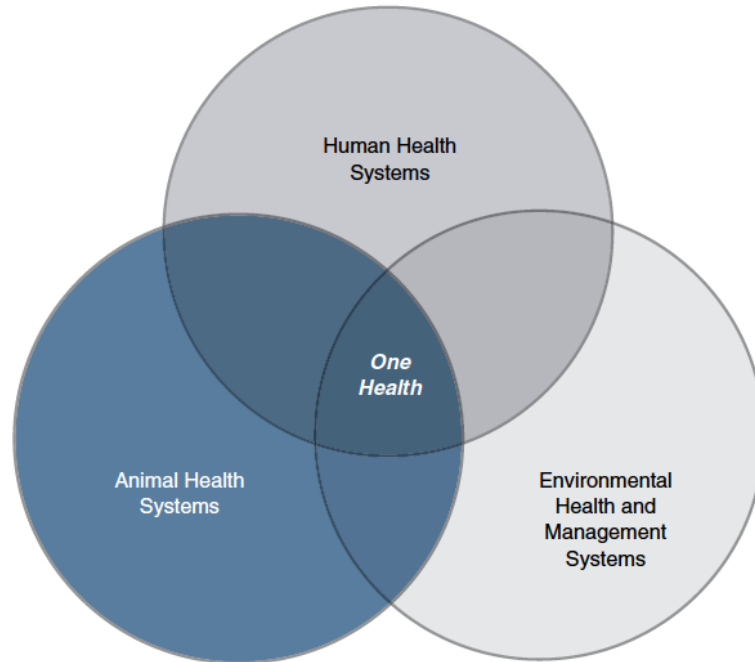 Human Health
Systems
One
Health
Animal Health
Systems
Environmental
Health and
Management
Systems